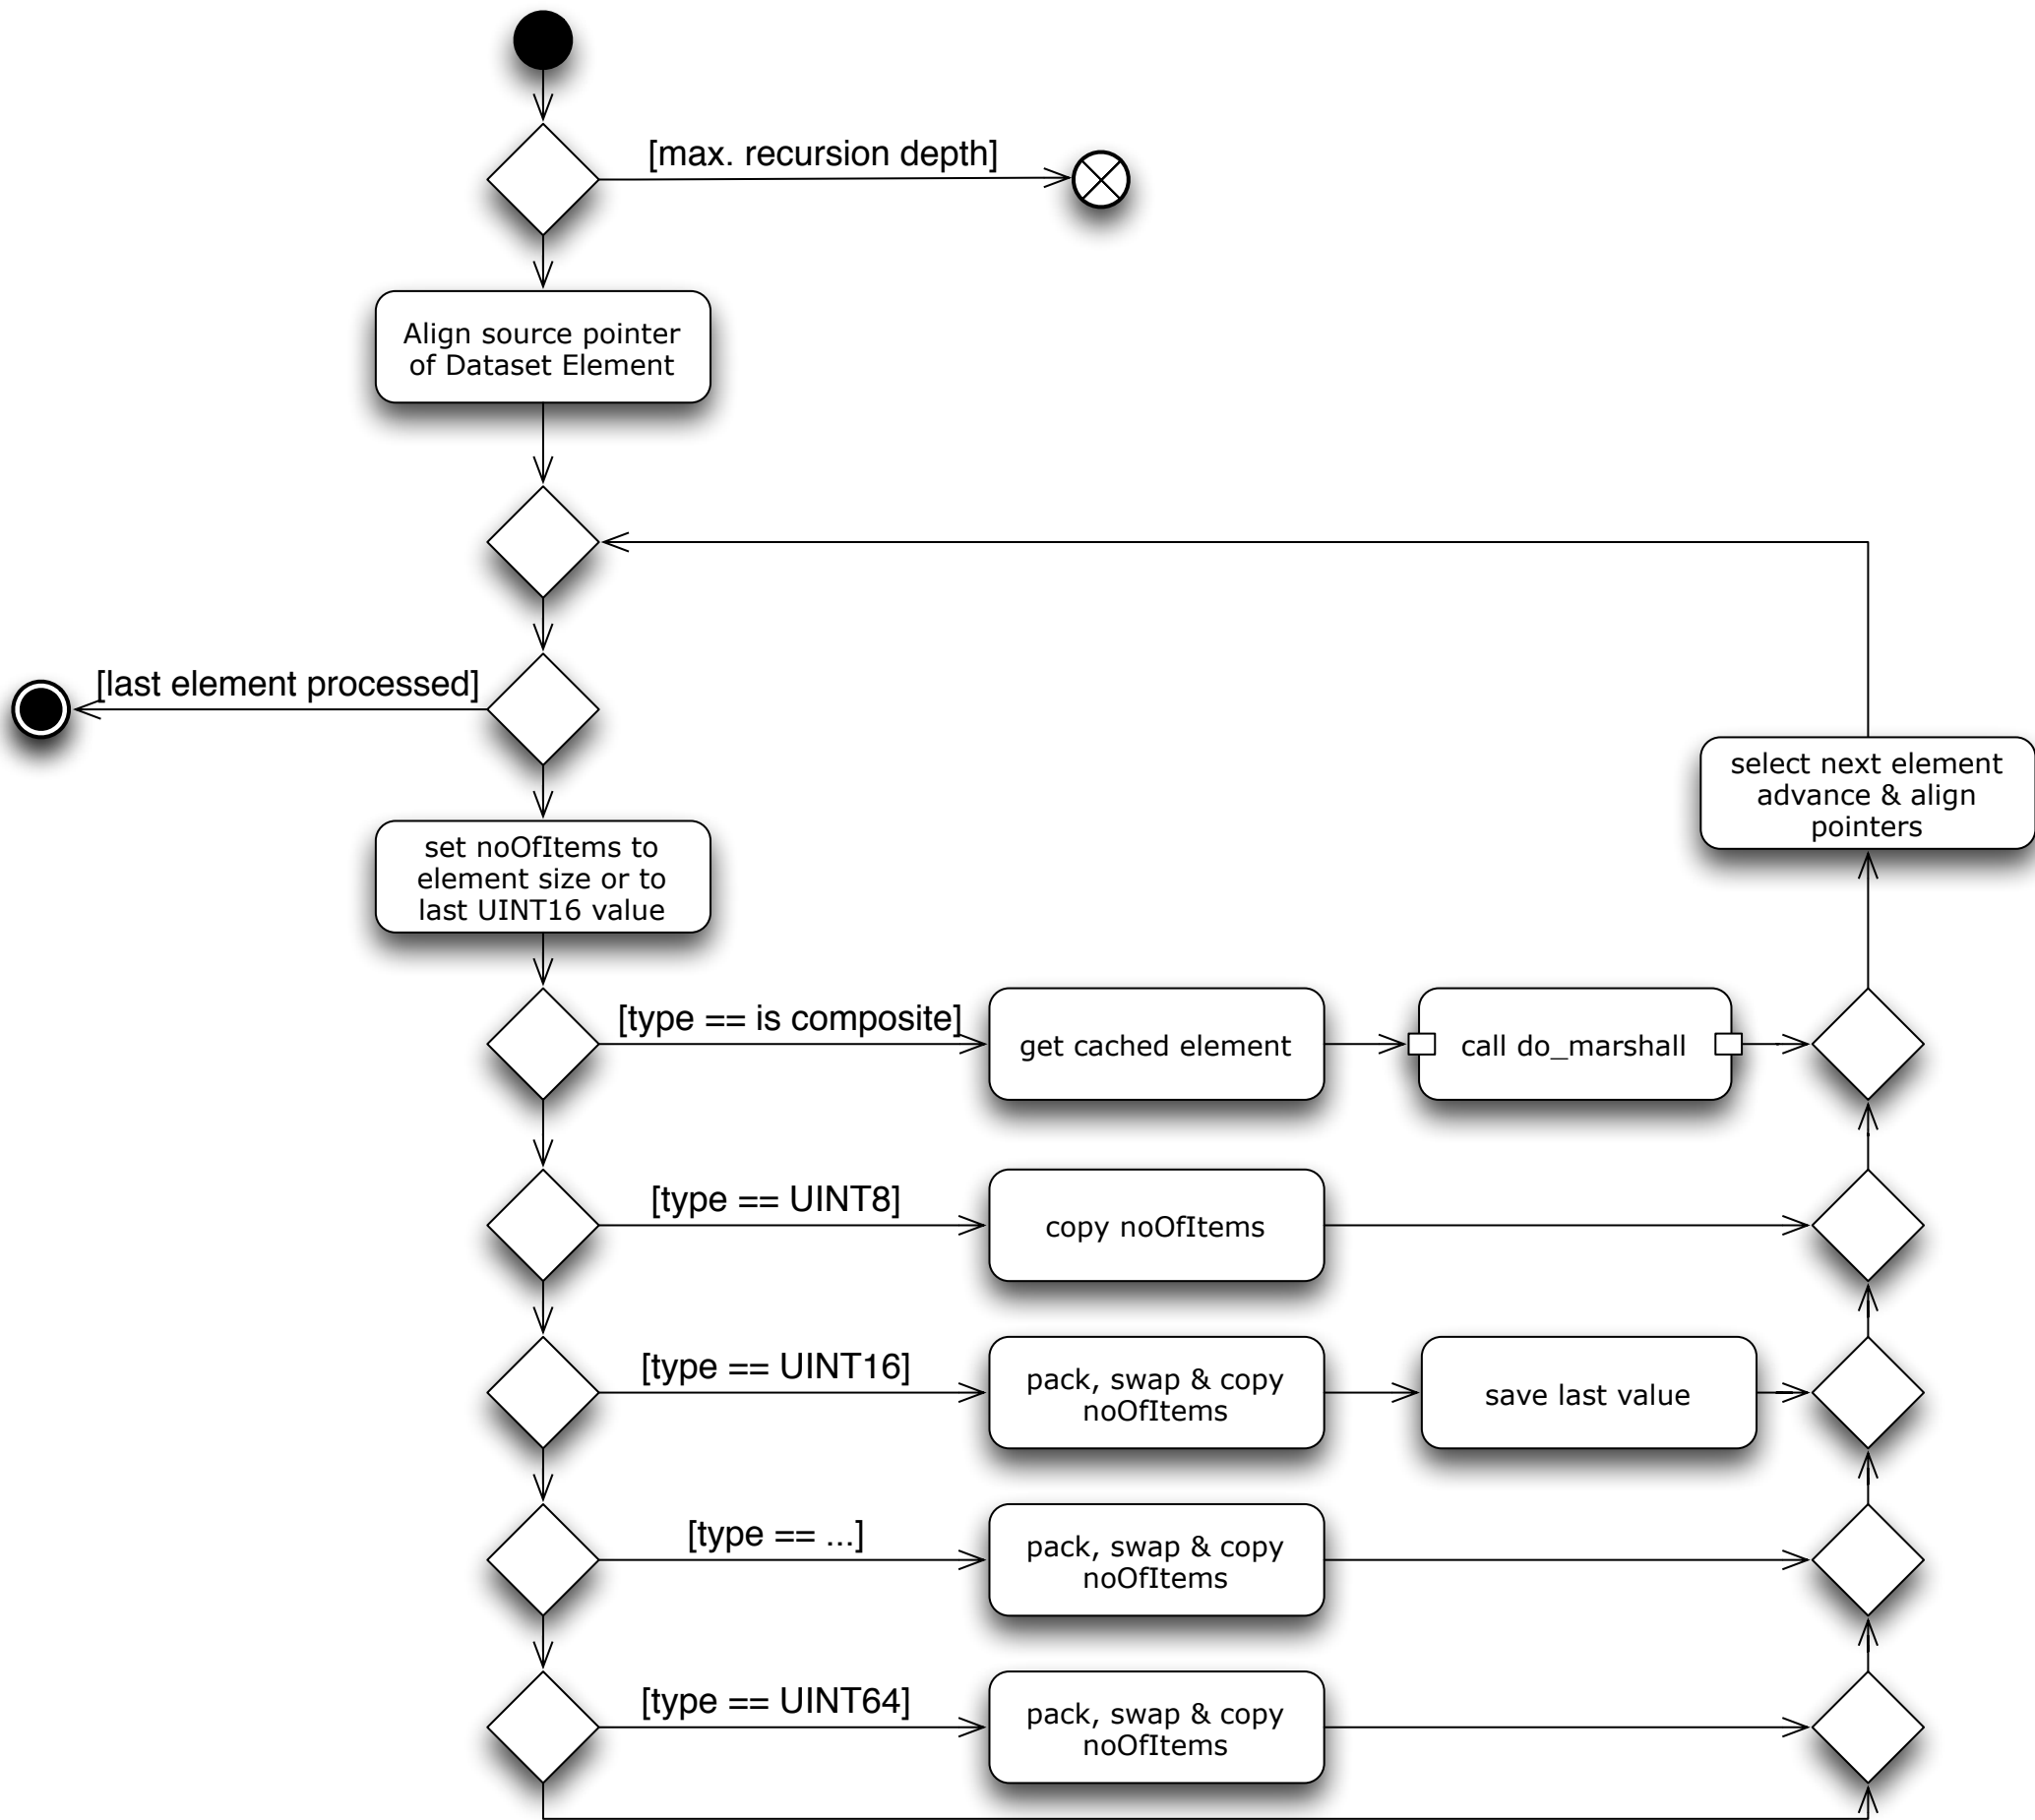 [max. recursion depth]
Align source pointer
of Dataset Element
[last element processed]
select next element
advance & align
pointers
set noOfItems to
element size or to
last UINT16 value
[type == is composite]
get cached element
call do_marshall
[type == UINT8]
copy noOfItems
[type == UINT16]
pack, swap & copy
noOfItems
save last value
[type == ...]
pack, swap & copy
noOfItems
[type == UINT64]
pack, swap & copy
noOfItems